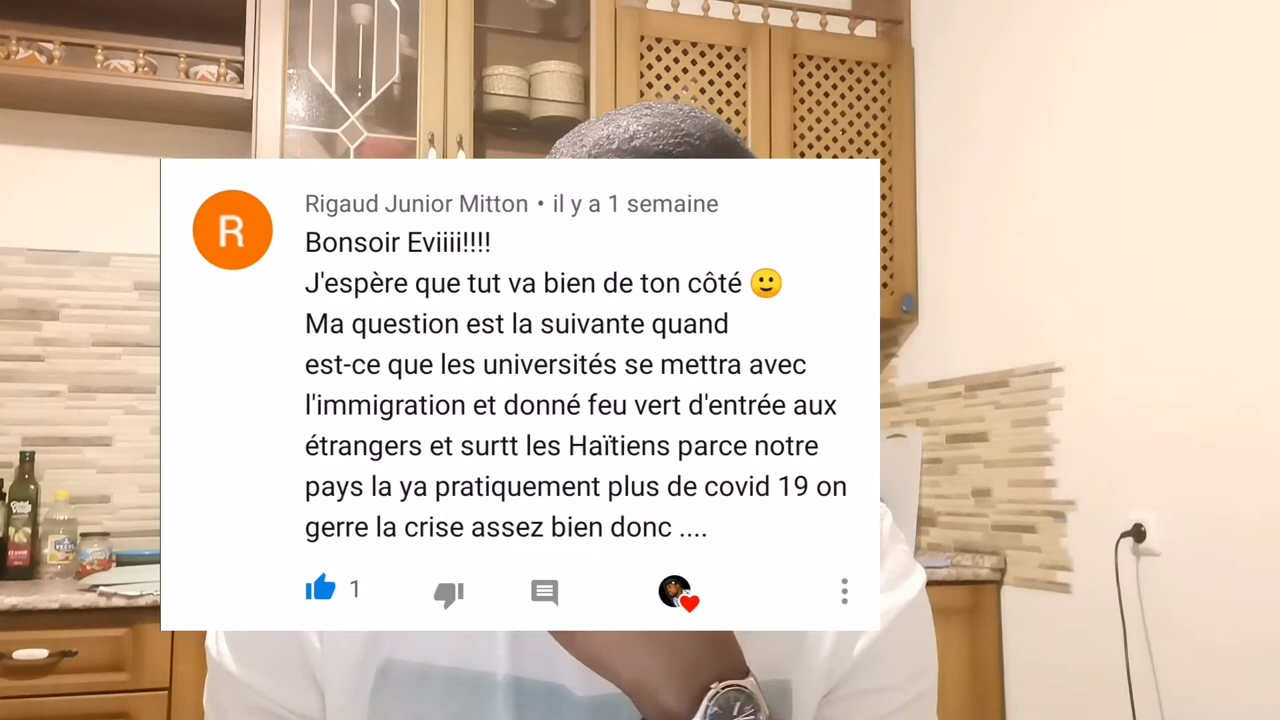 R
Rigaud Junior Mitton • il y a 1 semaine
Bonsoir Eviiii!!!!
J'espère que tut va bien de ton côté 🙂
Ma question est la suivante quand
est-ce que les universités se mettra avec
l'immigration et donné feu vert d'entrée aux
étrangers et surtt les Haïtiens parce notre
pays la ya pratiquement plus de covid 19 on
gerre la crise assez bien donc ....
1